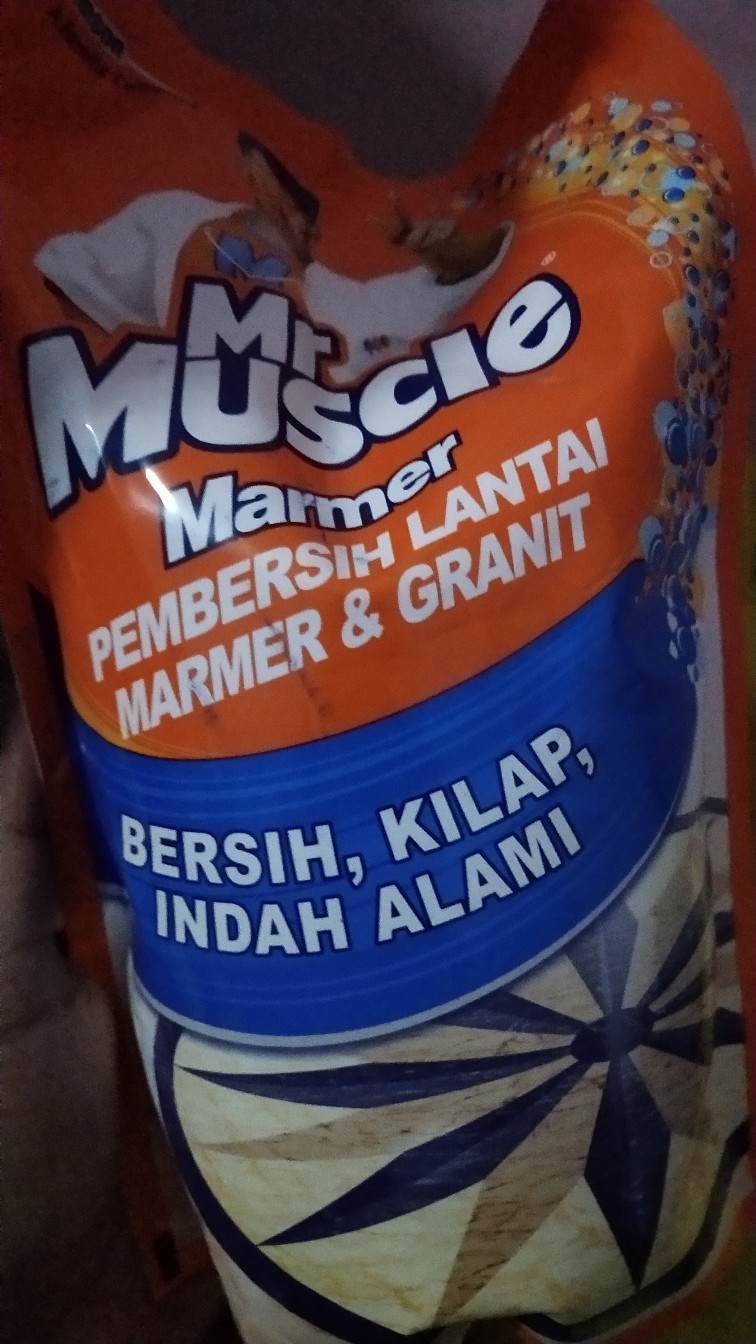 Mr
Muscle
Marmer
PEMBERSIH LANTAI
MARMER & GRANIT
BERSIH, KILAP,
INDAH ALAMI